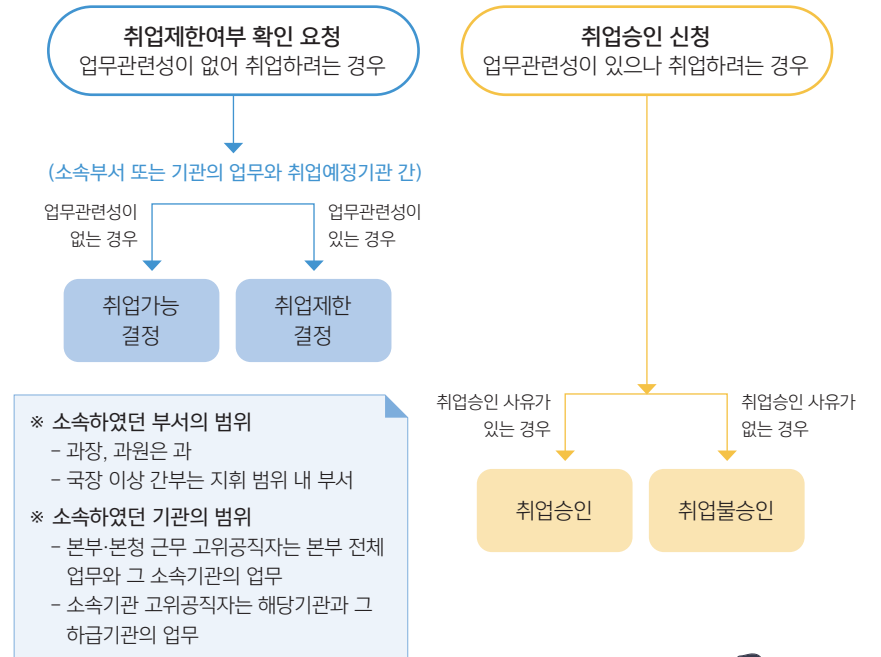 취업제한여부 확인 요청
업무관련성이 없어 취업하려는 경우
(소속부서 또는 기관의 업무와 취업예정기관 간)
업무관련성이
없는 경우
업무관련성이
있는 경우
취업가능
결정
취업제한
결정
※ 소속하였던 부서의 범위
– 과장, 과원은 과
– 국장 이상 간부는 지휘 범위 내 부서
※ 소속하였던 기관의 범위
– 본부·본청 근무 고위공직자는 본부 전체
업무와 그 소속기관의 업무
– 소속기관 고위공직자는 해당기관과 그
하급기관의 업무
취업승인 신청
업무관련성이 있으나 취업하려는 경우
취업승인 사유가
있는 경우
취업승인 사유가
없는 경우
취업승인
취업불승인